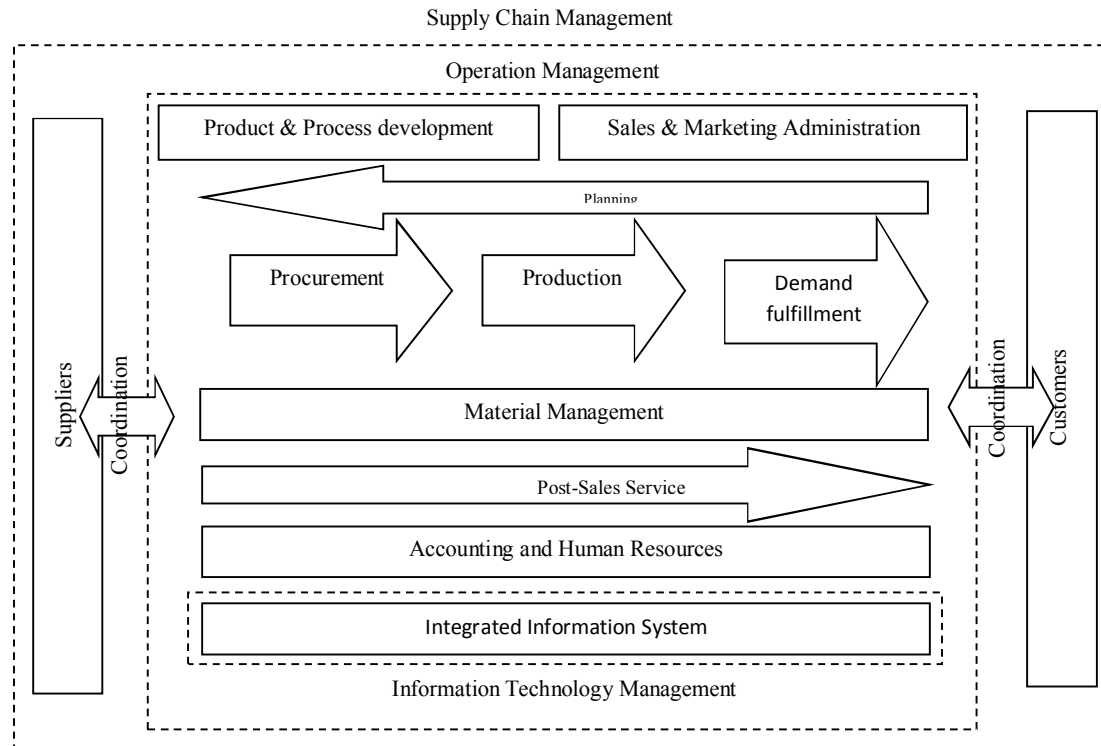 Supply Chain Management
Operation Management
Product & Process development
Sales & Marketing Administration
Planning
Procurement
Production
Demand
fulfillment
Suppliers
Coordination
Material Management
Coordination
Customers
Post-Sales Service
Accounting and Human Resources
Integrated Information System
Information Technology Management